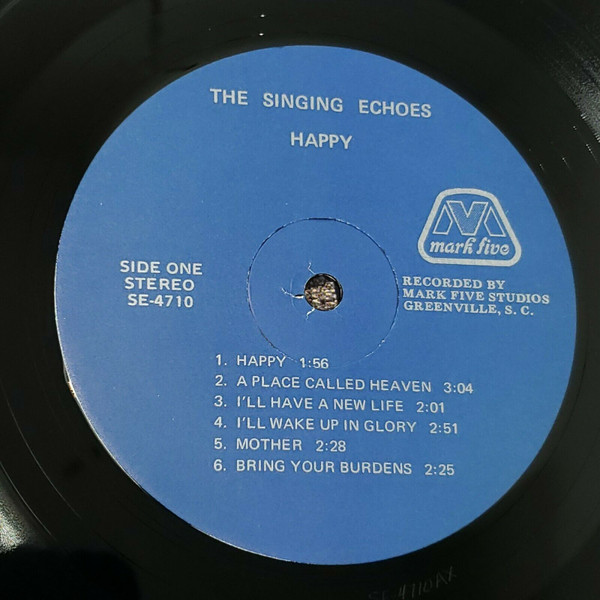 THE SINGING ECHOES
HAPPY
mark five
SIDE ONE
STEREO
SE-4710
RECORDED BY
MARK FIVE STUDIOS
GREENVILLE, S. C.
1. HAPPY 1:56
2. A PLACE CALLED HEAVEN 3:04
3. I'LL HAVE A NEW LIFE 2:01
4. I'LL WAKE UP IN GLORY 2:51
5. MOTHER 2:28
6. BRING YOUR BURDENS 2:25